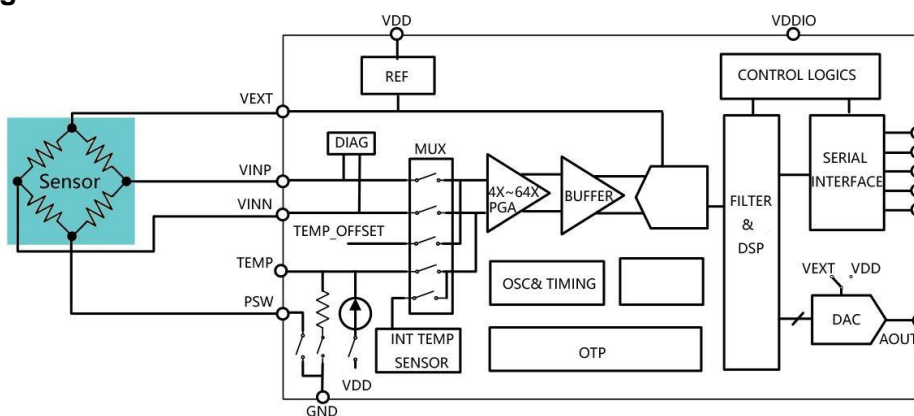 VDD
VDDIO
REF
CONTROL LOGICS
VEXT
DIAG
MUX
Sensor
VINP
4X~64X
PGA
BUFFER
FILTER
&
DSP
SERIAL
INTERFACE
VINN
TEMP_OFFSET
TEMP
OSC& TIMING
VEXT
VDD
PSW
INT TEMP
SENSOR
OTP
DAC
AOUT
VDD
GND